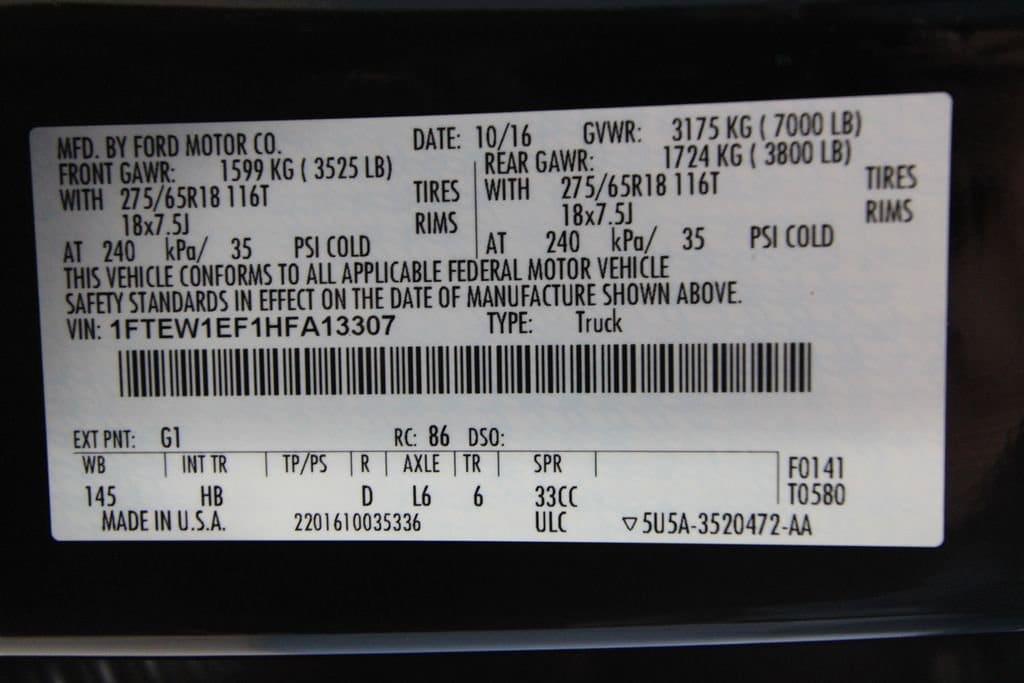 MFD. BY FORD MOTOR CO. DATE: 10/16 GVWR: 3175 KG ( 7000 LB)
FRONT GAWR: 1599 KG ( 3525 LB) REAR GAWR: 1724 KG ( 3800 LB)
WITH 275/65R18 116T TIRES WITH 275/65R18 116T TIRES
18x7.5J RIMS 18x7.5J RIMS
AT 240 kPa/ 35 PSI COLD AT 240 kPa/ 35 PSI COLD
THIS VEHICLE CONFORMS TO ALL APPLICABLE FEDERAL MOTOR VEHICLE
SAFETY STANDARDS IN EFFECT ON THE DATE OF MANUFACTURE SHOWN ABOVE.
VIN: 1FTEW1EF1HFA13307 TYPE: Truck
EXT PNT: G1 RC: 86 DSO:
WB INT TR TP/PS R AXLE TR SPR F0141
145 HB D L6 6 33CC T0580
MADE IN U.S.A. 2201610035336 ULC ▽5U5A-3520472-AA